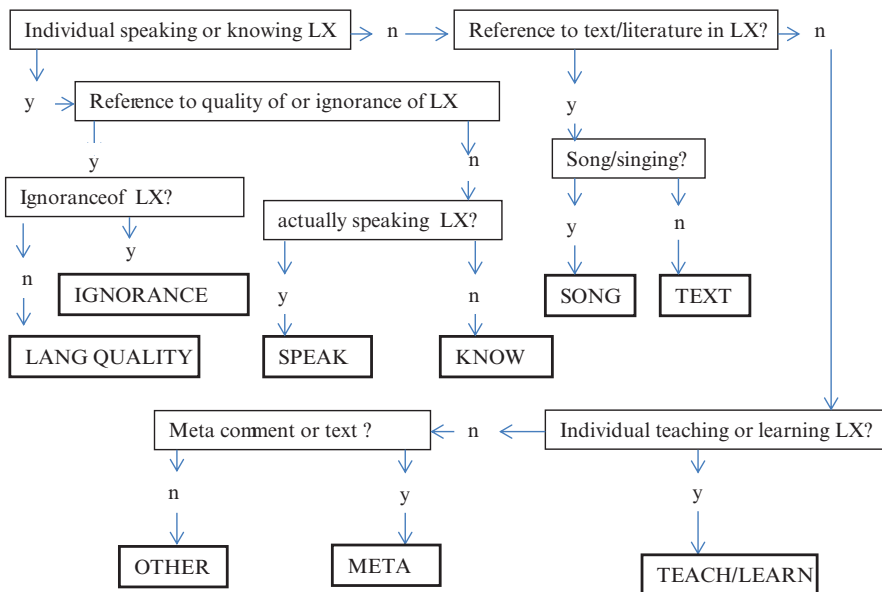 Individual speaking or knowing LX n Reference to text/literature in LX? n
y Reference to quality of or ignorance of LX y
y n Song/singing?
Ignoranceof LX? actually speaking LX? y n
y
n IGNORANCE y n SONG TEXT
LANG QUALITY SPEAK KNOW
Meta comment or text ? n Individual teaching or learning LX?
n y y
OTHER META TEACH/LEARN